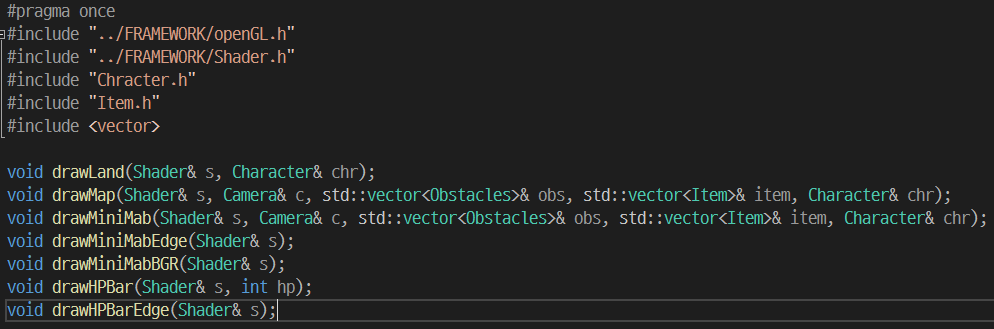 #pragma once
#include "../FRAMEWORK/openGL.h"
#include "../FRAMEWORK/Shader.h"
#include "Chracter.h"
#include "Item.h"
#include <vector>
void drawLand(Shader& s, Character& chr);
void drawMap(Shader& s, Camera& c, std::vector<Obstacles>& obs, std::vector<Item>& item, Character& chr);
void drawMiniMab(Shader& s, Camera& c, std::vector<Obstacles>& obs, std::vector<Item>& item, Character& chr);
void drawMiniMabEdge(Shader& s);
void drawMiniMabBGR(Shader& s);
void drawHPBar(Shader& s, int hp);
void drawHPBarEdge(Shader& s);